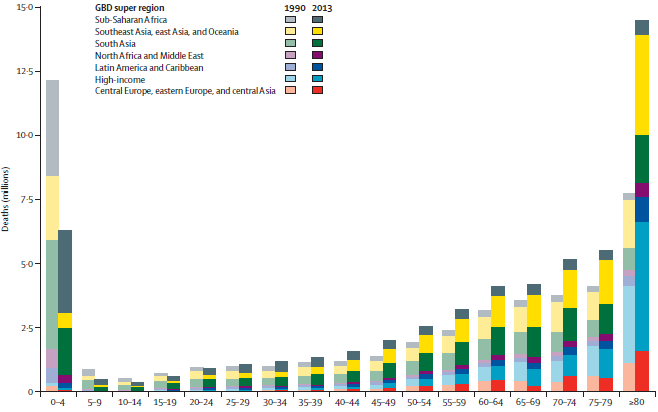 GBD super region 1990 2013
Sub-Saharan Africa
Southeast Asia, east Asia, and Oceania
South Asia
North Africa and Middle East
Latin America and Caribbean
High-income
Central Europe, eastern Europe, and central Asia
Deaths (millions)
15·0
12·5
10·0
7·5
5·0
2·5
0
0–4 5–9 10–14 15–19 20–24 25–29 30–34 35–39 40–44 45–49 50–54 55–59 60–64 65–69 70–74 75–79 ≥80